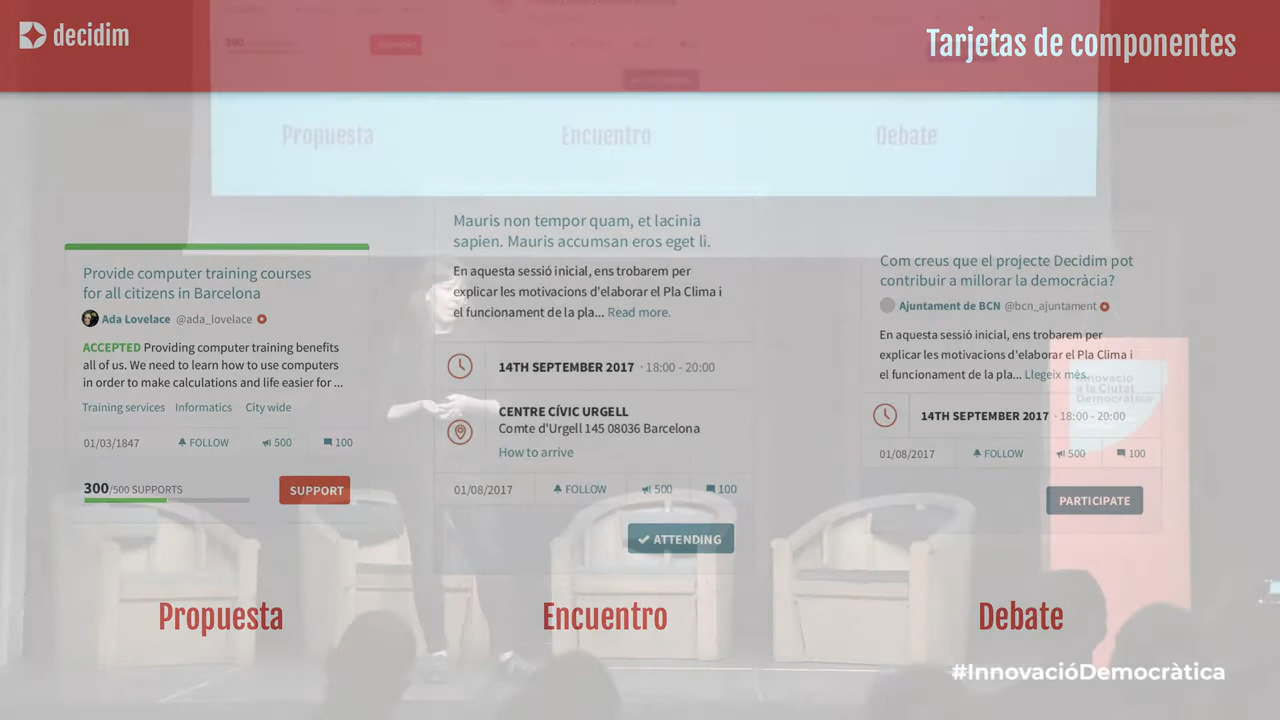 decidim
Tarjetas de componentes
Propuesta
Encuentro
Debate
Provide computer training courses
for all citizens in Barcelona
Ada Lovelace @ada_lovelace
ACCEPTED Providing computer training benefits
all of us. We need to learn how to use computers
in order to make calculations and life easier for ...
Training services Informatics City wide
01/03/1847 FOLLOW 500 100
300/500 SUPPORTS
SUPPORT
Propuesta
Mauris non tempor quam, et lacinia
sapien. Mauris accumsan eros eget li.
En aquesta sessió inicial, ens trobarem per
explicar les motivacions d'elaborar el Pla Clima i
el funcionament de la pla... Read more.
14TH SEPTEMBER 2017 · 18:00 - 20:00
CENTRE CÍVIC URGELL
Comte d'Urgell 145 08036 Barcelona
How to arrive
01/08/2017 FOLLOW 500 100
ATTENDING
Encuentro
Com creus que el projecte Decidim pot
contribuir a millorar la democràcia?
Ajuntament de BCN @bcn_ajuntament
En aquesta sessió inicial, ens trobarem per
explicar les motivacions d'elaborar el Pla Clima i
el funcionament de la pla... Llegeix més.
14TH SEPTEMBER 2017 · 18:00 - 20:00
01/08/2017 FOLLOW 500 100
PARTICIPATE
Debate
Innovació
a la Ciutat
Democràtica
#InnovacióDemocràtica